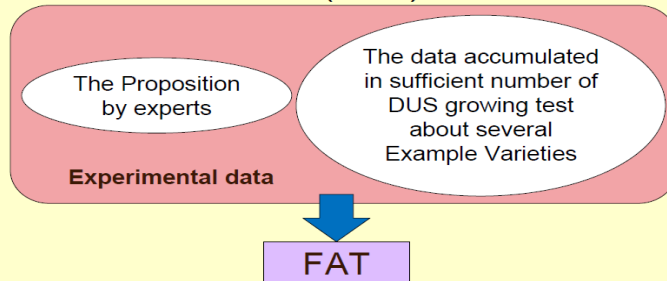 The Proposition
by experts
The data accumulated
in sufficient number of
DUS growing test
about several
Example Varieties
Experimental data
FAT